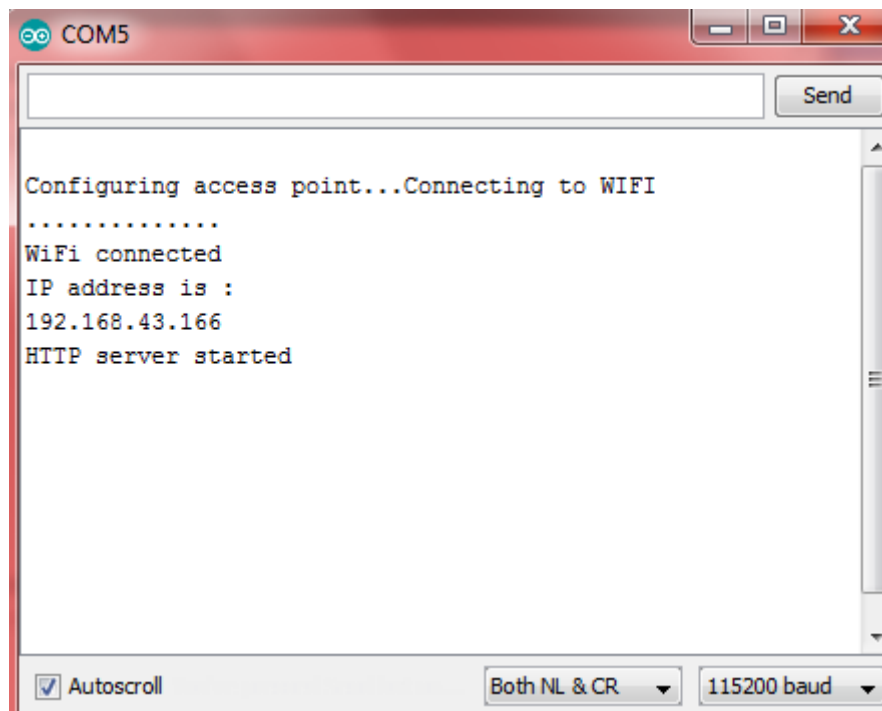 COM5
Send
Configuring access point...Connecting to WIFI
..............
WiFi connected
IP address is :
192.168.43.166
HTTP server started
Autoscroll
Both NL & CR
115200 baud